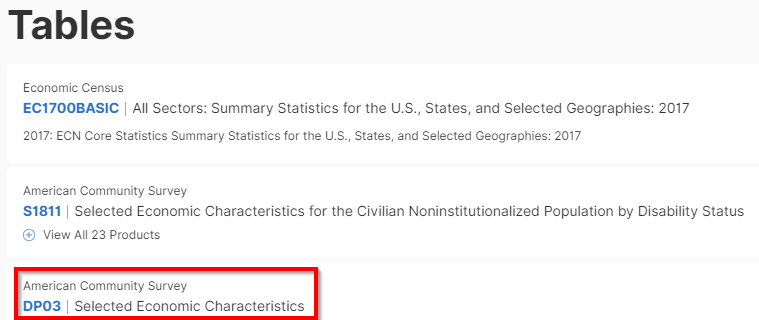 Tables
Economic Census
EC1700BASIC | All Sectors: Summary Statistics for the U.S., States, and Selected Geographies: 2017
2017: ECN Core Statistics Summary Statistics for the U.S., States, and Selected Geographies: 2017
American Community Survey
S1811 | Selected Economic Characteristics for the Civilian Noninstitutionalized Population by Disability Status
View All 23 Products
American Community Survey
DP03 | Selected Economic Characteristics